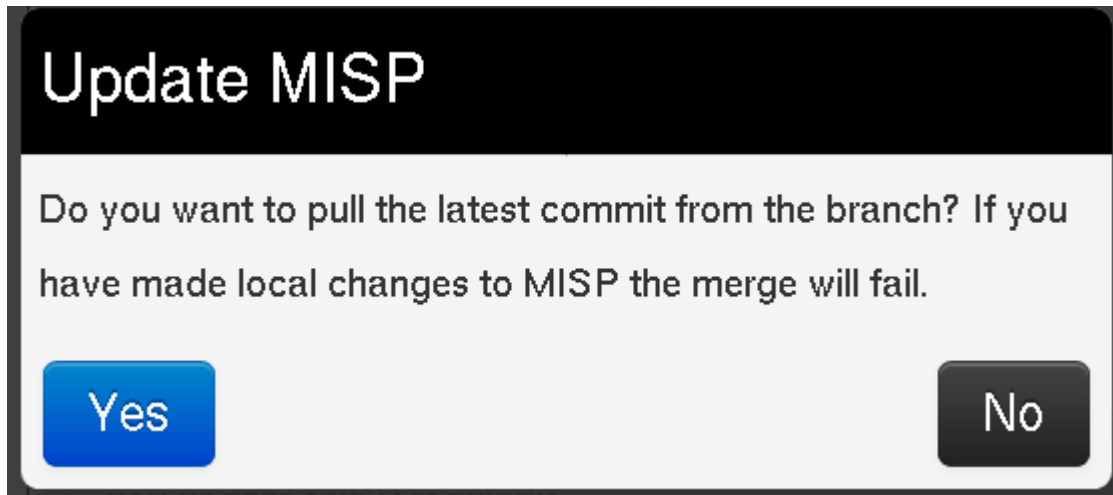 Update MISP
Do you want to pull the latest commit from the branch? If you
have made local changes to MISP the merge will fail.
Yes
No